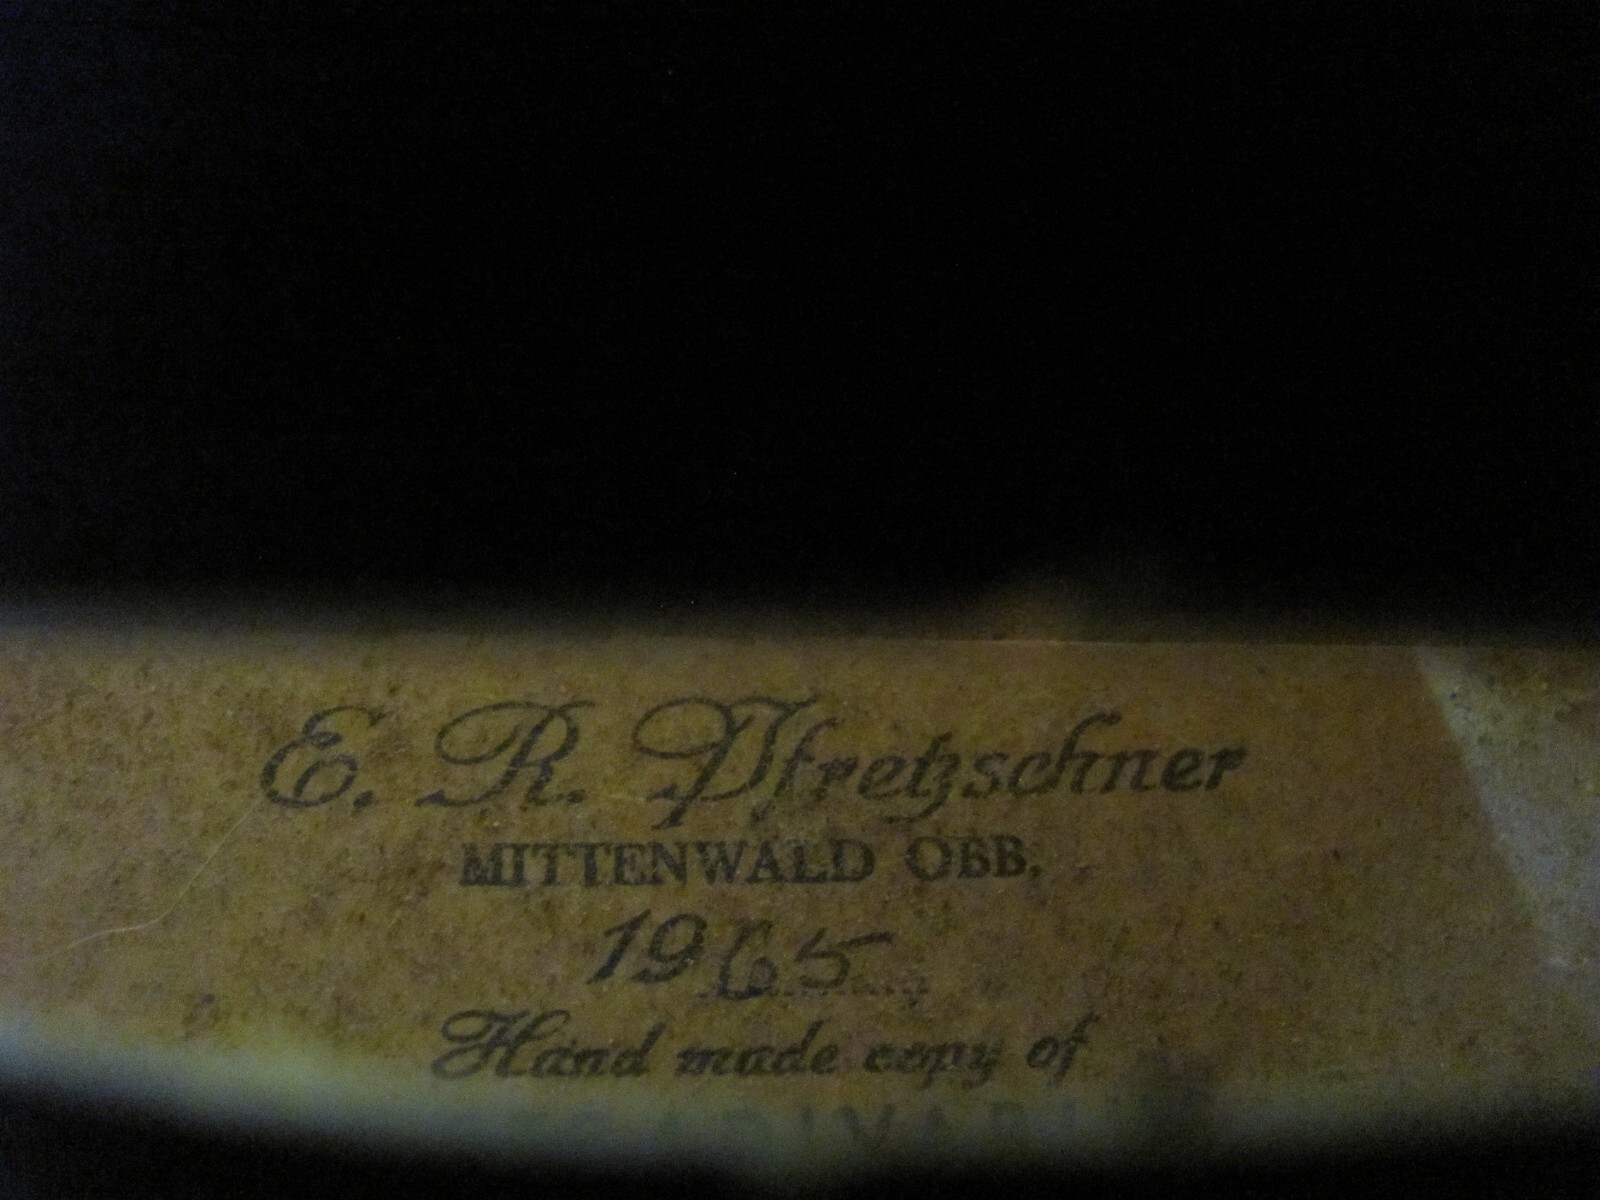 E. R. Pfretzschner
MITTENWALD OBB.
1965
Hand made copy of